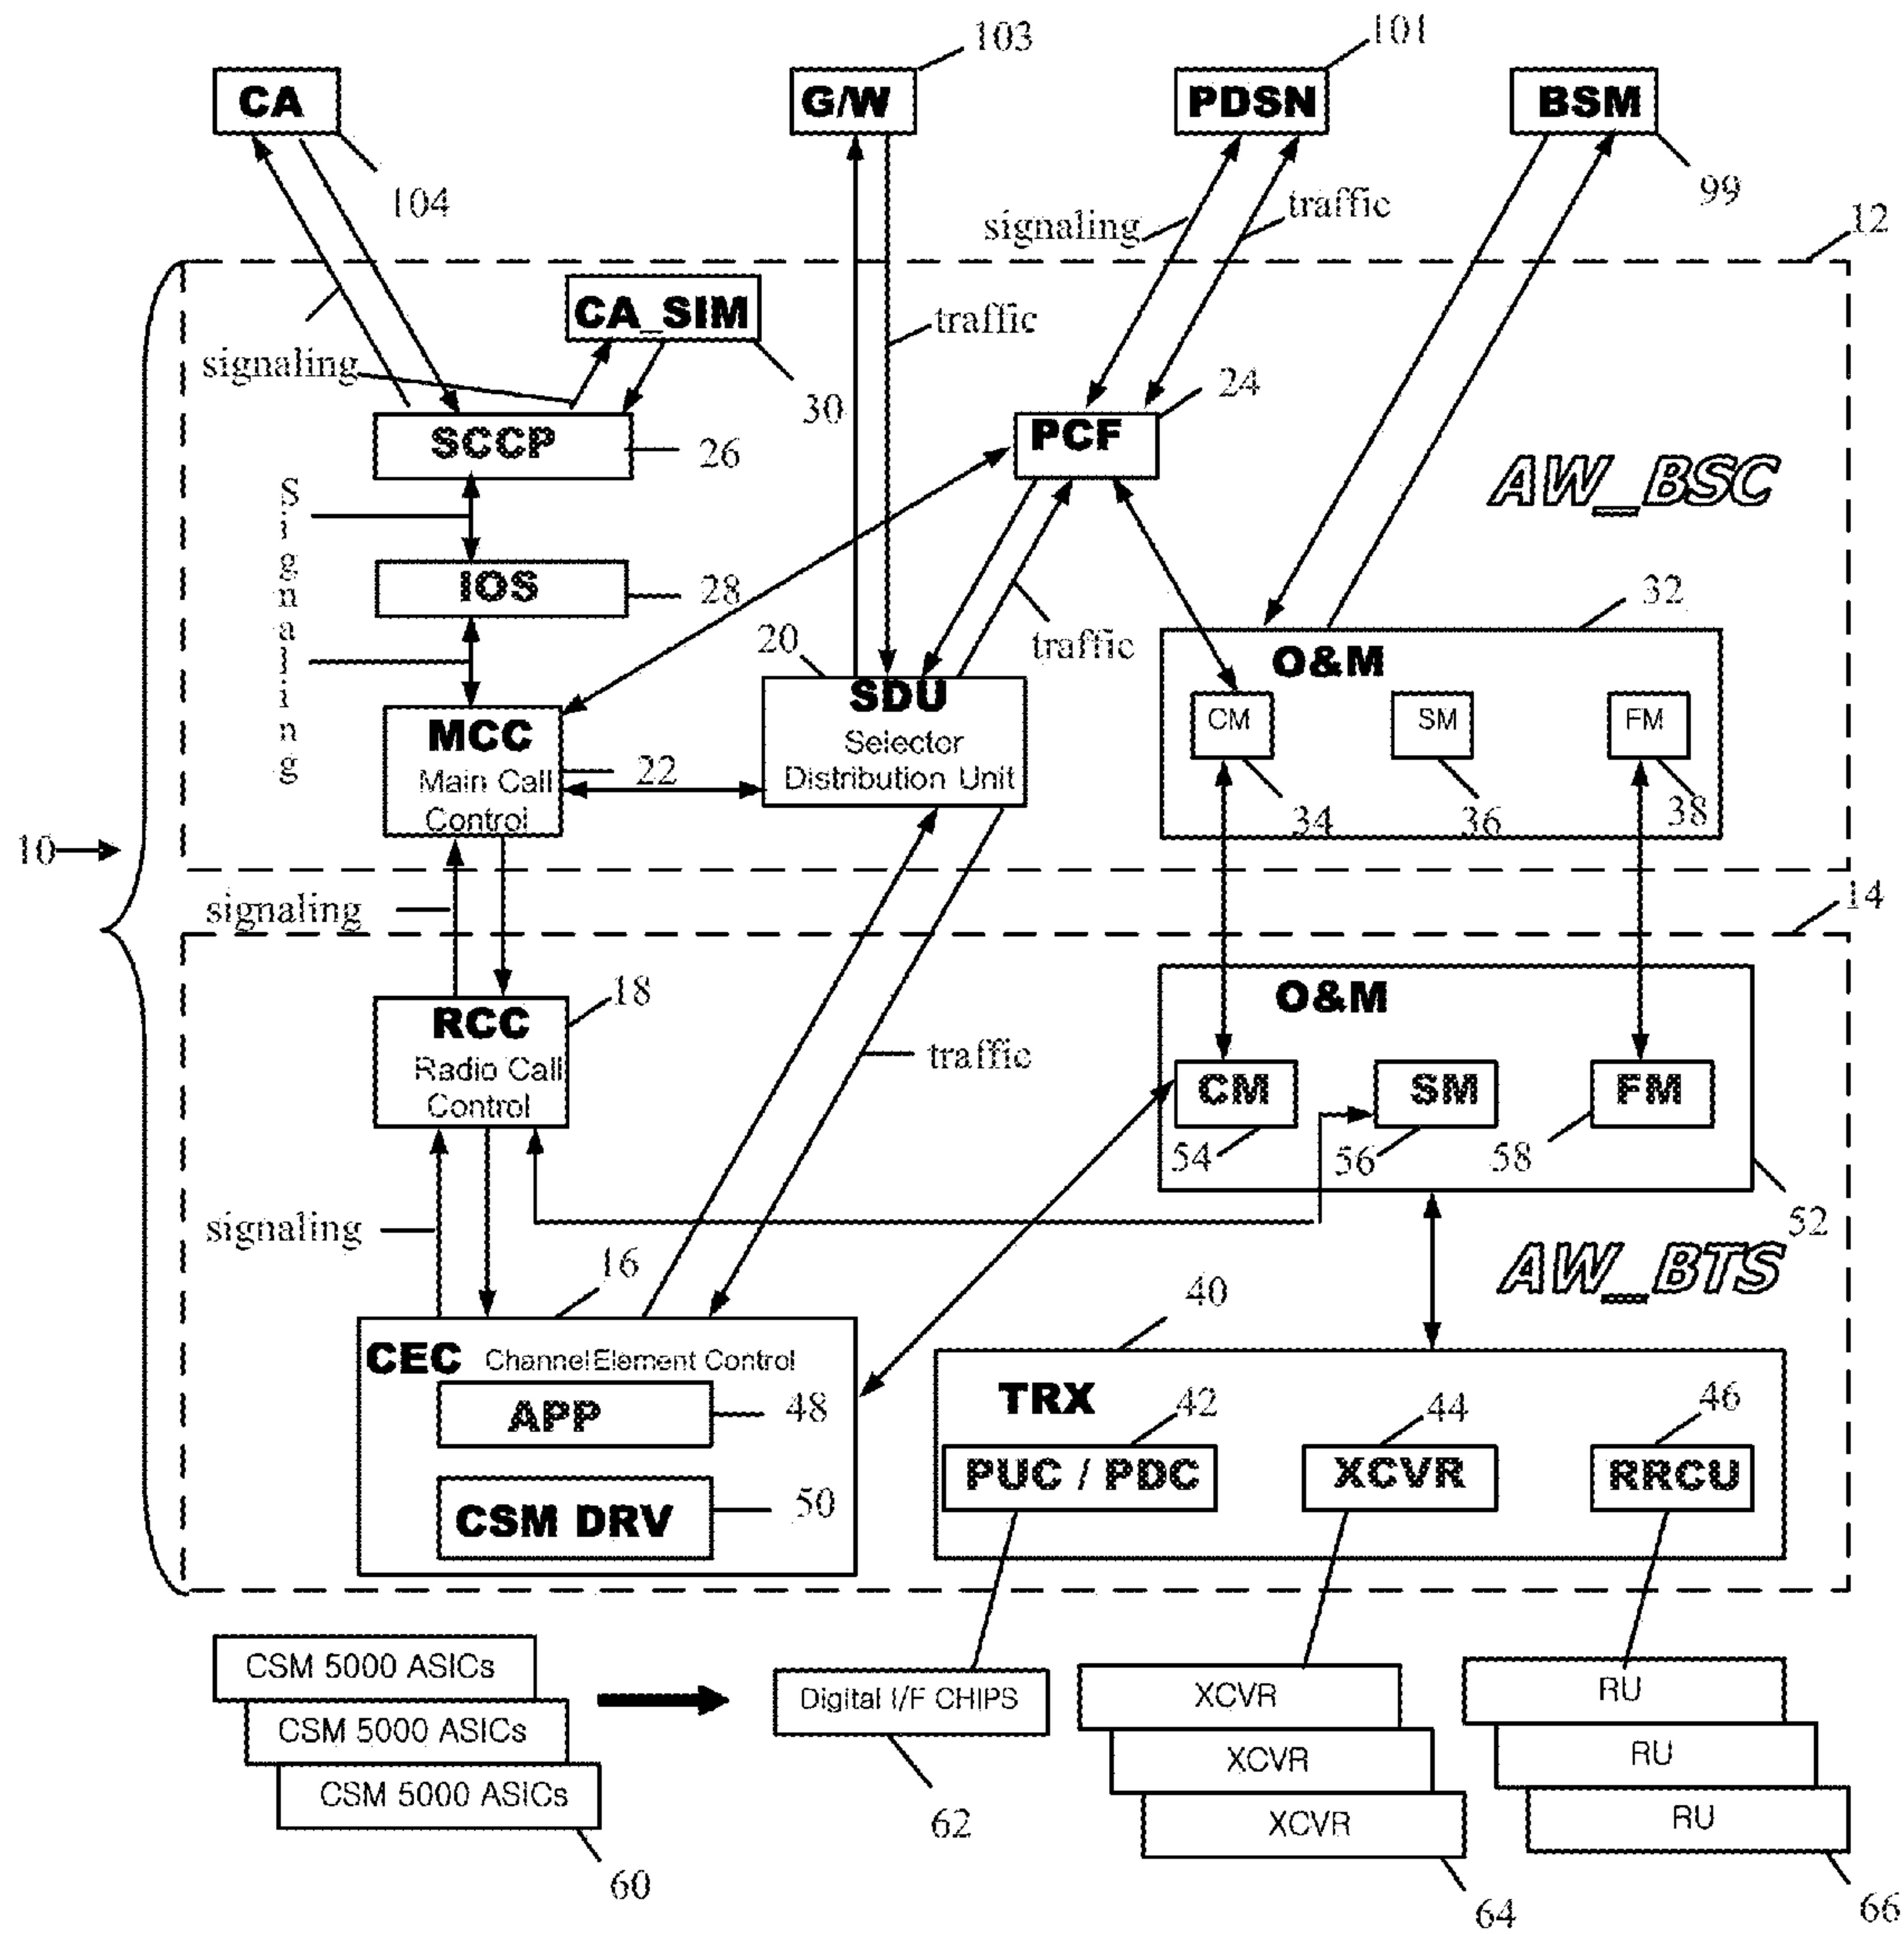 103
101
CA
G/W
PDSN
BSM
104
99
signaling
traffic
12
CA_SIM
traffic
signaling
30
24
SCCP
26
PCF
AW_BSC
Signaling
IOS
28
32
20
traffic
O&M
SDU
Selector
Distribution Unit
CM
SM
FM
MCC
Main Call
Control
22
34
36
38
10
signaling
14
18
O&M
RCC
Radio Call
Control
traffic
CM
SM
FM
54
56
58
signaling
52
16
AW_BTS
40
CEC Channel Element Control
TRX
42
44
46
APP
48
PUC / PDC
XCVR
RRCU
CSM DRV
50
CSM 5000 ASICs
CSM 5000 ASICs
CSM 5000 ASICs
Digital I/F CHIPS
XCVR
XCVR
XCVR
RU
RU
RU
60
62
64
66